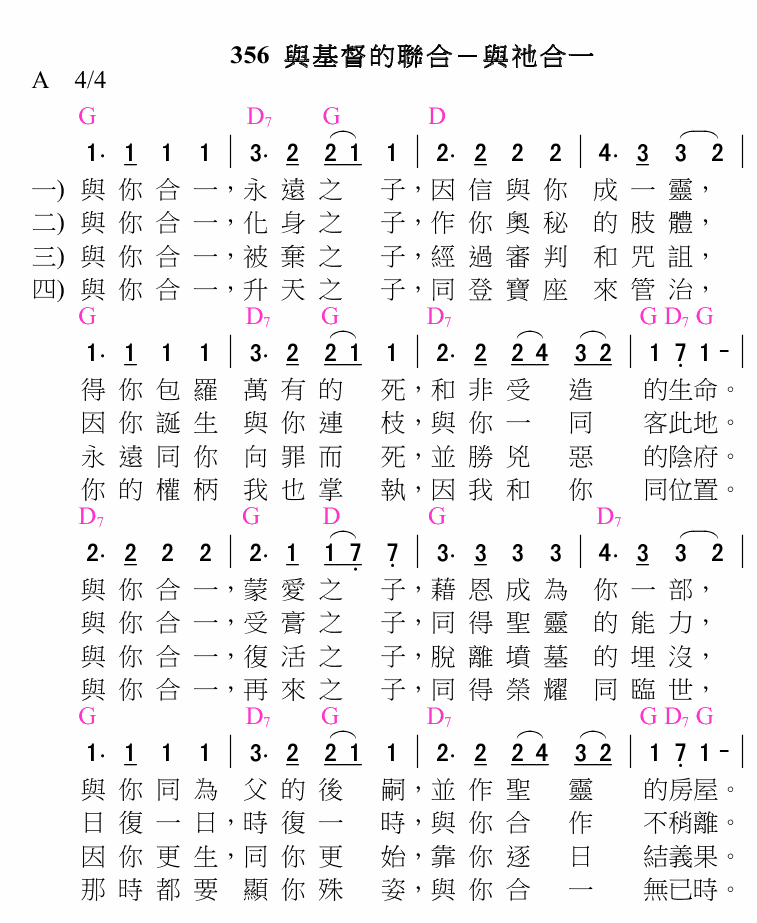 356 與基督的聯合－與祂合一
A 4/4
G D7 G D
1· 1 1 1 | 3· 2 2 1 1 | 2· 2 2 2 | 4· 3 3 2 |
一) 與你合一，永遠之子，因信與你成一靈，
二) 與你合一，化身之子，作你奧秘的肢體，
三) 與你合一，被棄之子，經過審判和咒詛，
四) 與你合一，升天之子，同登寶座來管治，
G D7 G D7 G D7 G
1· 1 1 1 | 3· 2 2 1 1 | 2· 2 2 4 3 2 | 1 7 1 - |
得你包羅萬有的死，和非受造的生命。
因你誕生與你連枝，與你一同客此地。
永遠同你向罪而死，並勝兇惡的陰府。
你的權柄我也掌執，因我和你同位置。
D7 G D G D7
2· 2 2 2 | 2· 1 1 7 7 | 3· 3 3 3 | 4· 3 3 2 |
與你合一，蒙愛之子，藉恩成為你一部，
與你合一，受膏之子，同得聖靈的能力，
與你合一，復活之子，脫離墳墓的埋沒，
與你合一，再來之子，同得榮耀同臨世，
G D7 G D7 G D7 G
1· 1 1 1 | 3· 2 2 1 1 | 2· 2 2 4 3 2 | 1 7 1 - |
與你同為父的後嗣，並作聖靈的房屋。
日復一日，時復一時，與你合作不稍離。
因你更生，同你更始，靠你逐日結義果。
那時都要顯你殊姿，與你合一無已時。